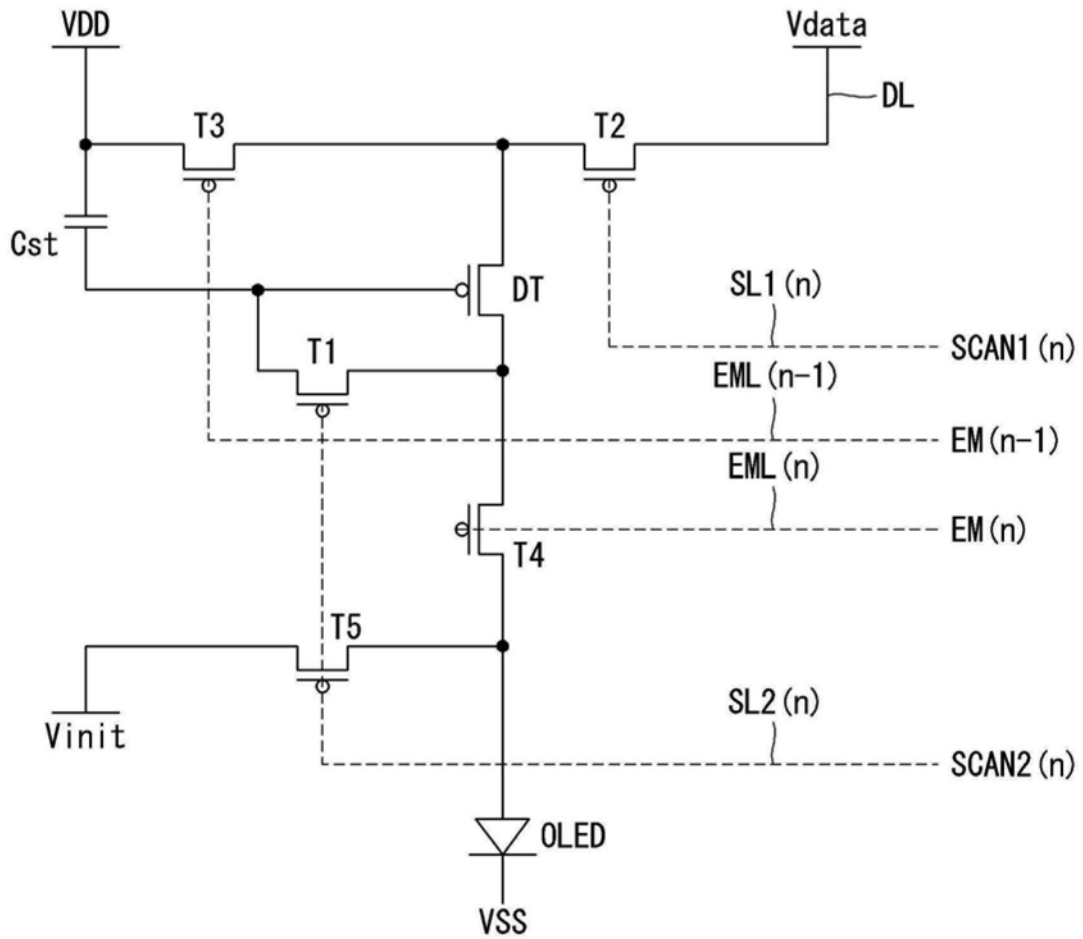 VDD
Vdata
DL
T3
T2
Cst
DT
SL1(n)
SCAN1(n)
T1
EML(n-1)
EM(n-1)
EML(n)
EM(n)
T4
T5
Vinit
SL2(n)
SCAN2(n)
OLED
VSS